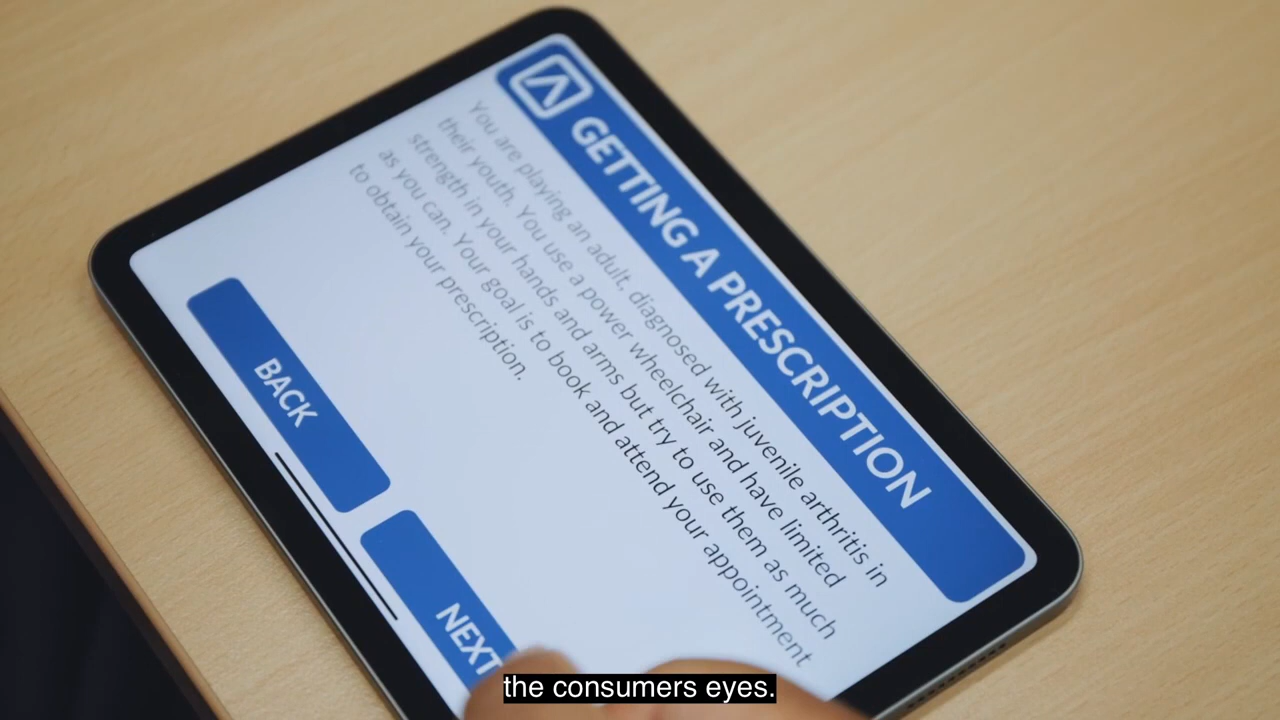 GETTING A PRESCRIPTION
You are playing an adult, diagnosed with juvenile arthritis in
their youth. You use a power wheelchair and have limited
strength in your hands and arms but try to use them as much
as you can. Your goal is to book and attend your appointment
to obtain your prescription.
BACK
NEXT
the consumers eyes.